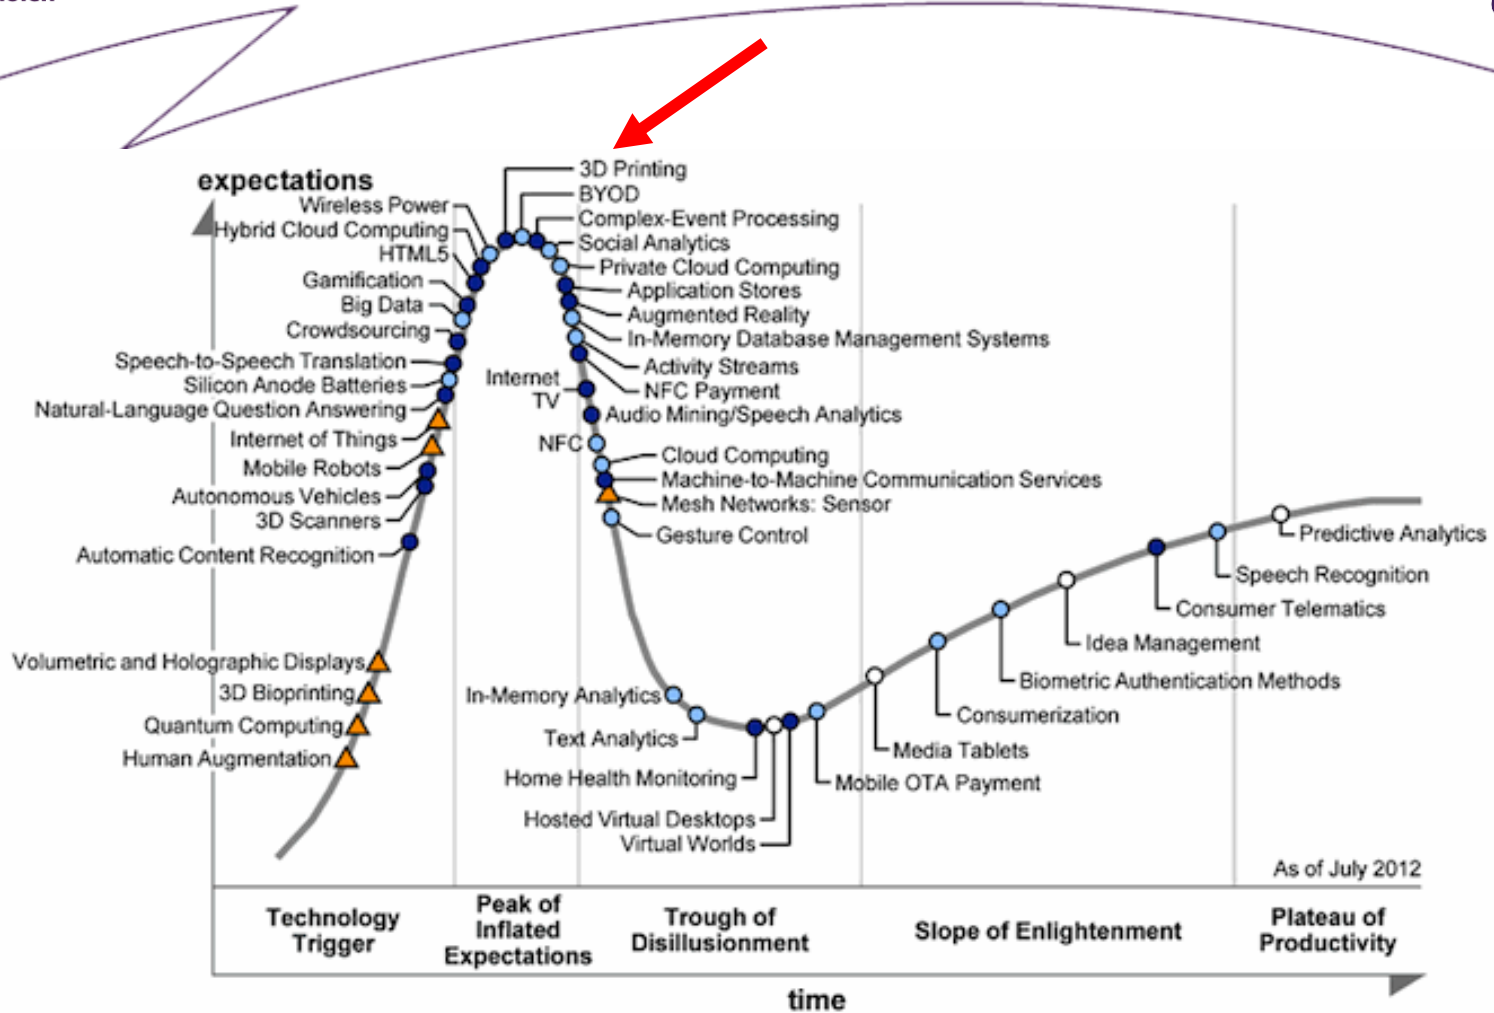 3D Printing
expectations
BYOD
Wireless Power
Complex-Event Processing
Hybrid Cloud Computing
Social Analytics
HTML5
Private Cloud Computing
Gamification
Application Stores
Big Data
Augmented Reality
Crowdsourcing
In-Memory Database Management Systems
Speech-to-Speech Translation
Activity Streams
Silicon Anode Batteries
Internet
TV
NFC Payment
Natural-Language Question Answering
Audio Mining/Speech Analytics
Internet of Things
NFC
Cloud Computing
Mobile Robots
Machine-to-Machine Communication Services
Autonomous Vehicles
Mesh Networks: Sensor
3D Scanners
Gesture Control
Automatic Content Recognition
Predictive Analytics
Speech Recognition
Consumer Telematics
Idea Management
Volumetric and Holographic Displays
Biometric Authentication Methods
3D Bioprinting
In-Memory Analytics
Consumerization
Quantum Computing
Text Analytics
Media Tablets
Human Augmentation
Home Health Monitoring
Mobile OTA Payment
Hosted Virtual Desktops
Virtual Worlds
As of July 2012
Technology
Trigger
Peak of
Inflated
Expectations
Trough of
Disillusionment
Slope of Enlightenment
Plateau of
Productivity
time